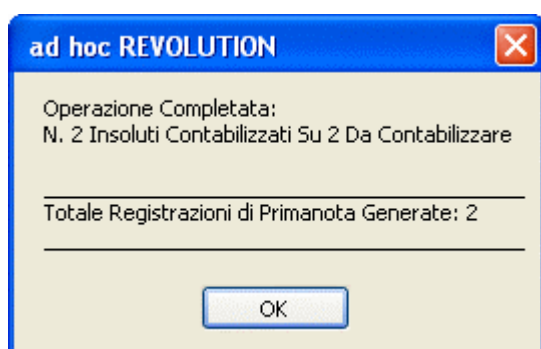 ad hoc REVOLUTION
Operazione Completata:
N. 2 Insoluti Contabilizzati Su 2 Da Contabilizzare
Totale Registrazioni di Primanota Generate: 2
OK